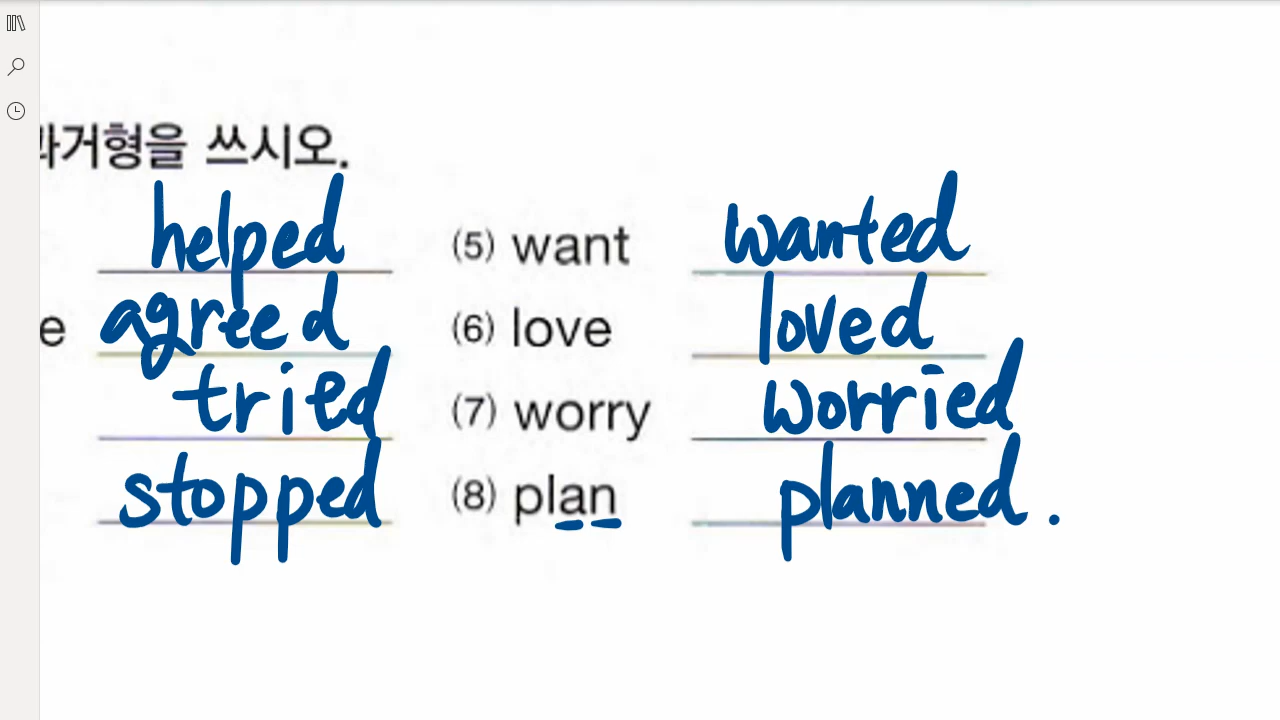 과거형을 쓰시오.
helped (5) want wanted
e agreed (6) love loved
tried (7) worry worried
stopped (8) plan planned.